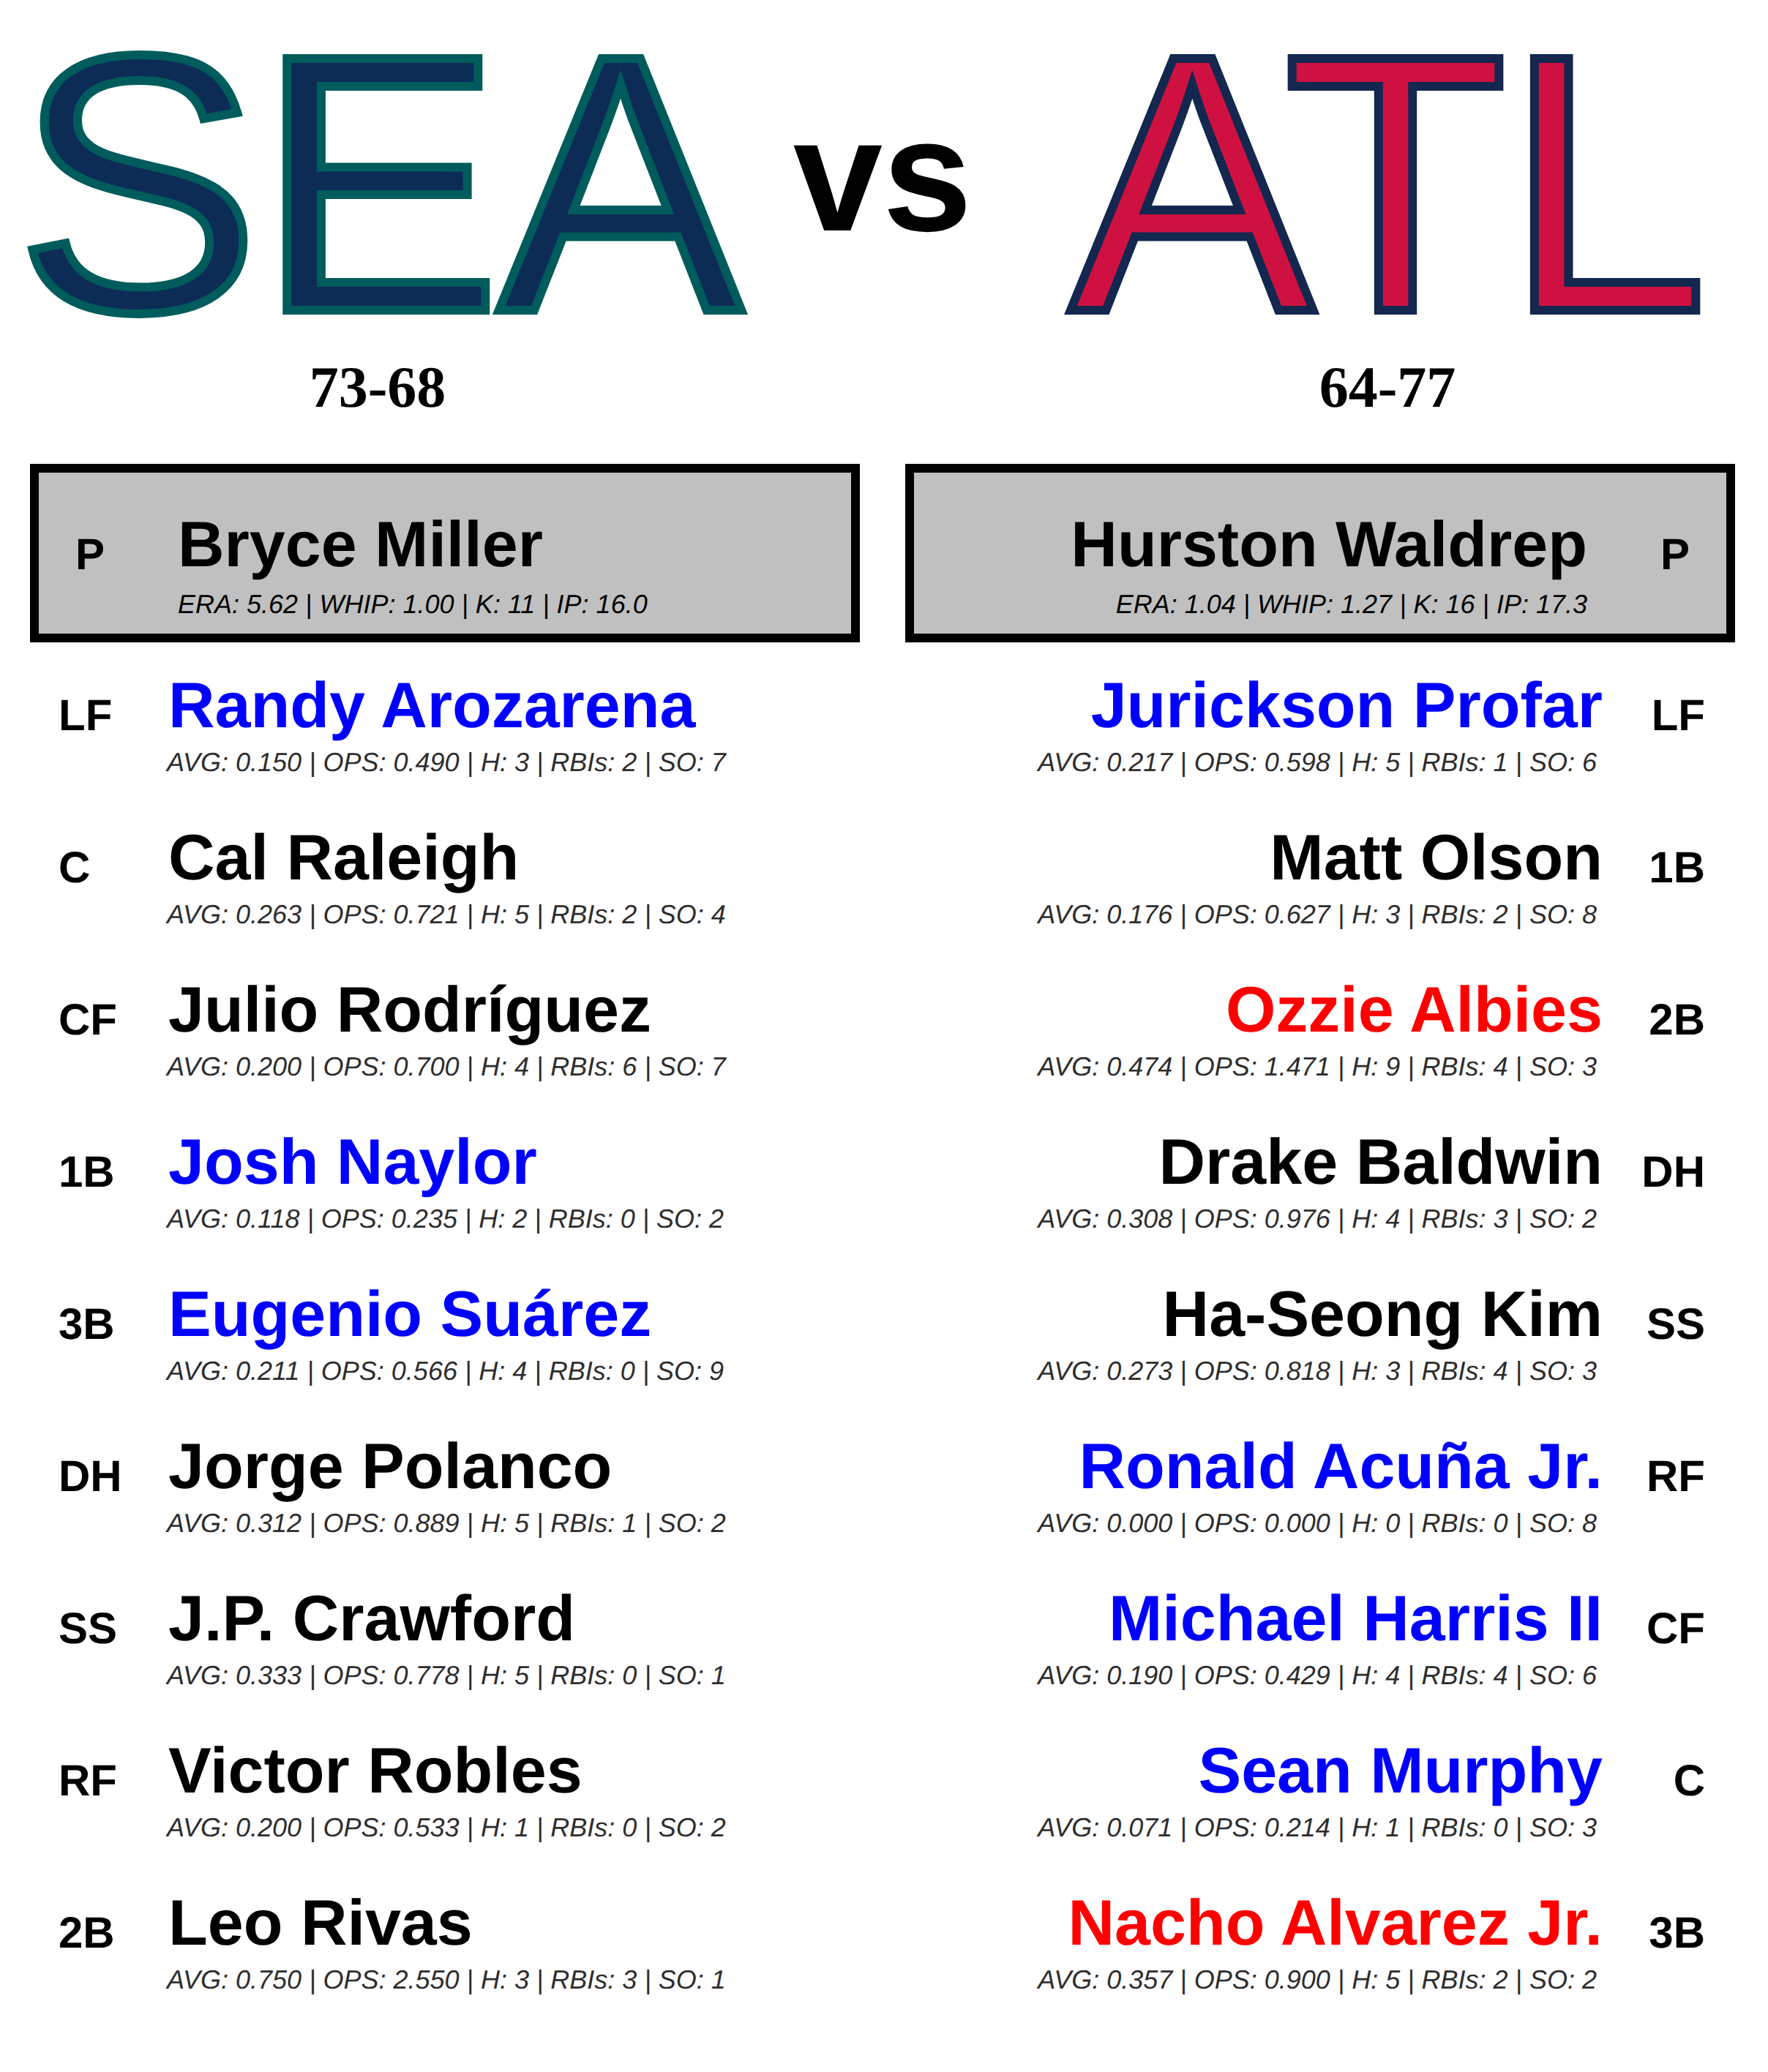 SEA vs ATL
73-68 64-77
P Bryce Miller
ERA: 5.62 | WHIP: 1.00 | K: 11 | IP: 16.0
Hurston Waldrep P
ERA: 1.04 | WHIP: 1.27 | K: 16 | IP: 17.3
LF Randy Arozarena
AVG: 0.150 | OPS: 0.490 | H: 3 | RBIs: 2 | SO: 7
C Cal Raleigh
AVG: 0.263 | OPS: 0.721 | H: 5 | RBIs: 2 | SO: 4
CF Julio Rodríguez
AVG: 0.200 | OPS: 0.700 | H: 4 | RBIs: 6 | SO: 7
1B Josh Naylor
AVG: 0.118 | OPS: 0.235 | H: 2 | RBIs: 0 | SO: 2
3B Eugenio Suárez
AVG: 0.211 | OPS: 0.566 | H: 4 | RBIs: 0 | SO: 9
DH Jorge Polanco
AVG: 0.312 | OPS: 0.889 | H: 5 | RBIs: 1 | SO: 2
SS J.P. Crawford
AVG: 0.333 | OPS: 0.778 | H: 5 | RBIs: 0 | SO: 1
RF Victor Robles
AVG: 0.200 | OPS: 0.533 | H: 1 | RBIs: 0 | SO: 2
2B Leo Rivas
AVG: 0.750 | OPS: 2.550 | H: 3 | RBIs: 3 | SO: 1
Jurickson Profar LF
AVG: 0.217 | OPS: 0.598 | H: 5 | RBIs: 1 | SO: 6
Matt Olson 1B
AVG: 0.176 | OPS: 0.627 | H: 3 | RBIs: 2 | SO: 8
Ozzie Albies 2B
AVG: 0.474 | OPS: 1.471 | H: 9 | RBIs: 4 | SO: 3
Drake Baldwin DH
AVG: 0.308 | OPS: 0.976 | H: 4 | RBIs: 3 | SO: 2
Ha-Seong Kim SS
AVG: 0.273 | OPS: 0.818 | H: 3 | RBIs: 4 | SO: 3
Ronald Acuña Jr. RF
AVG: 0.000 | OPS: 0.000 | H: 0 | RBIs: 0 | SO: 8
Michael Harris II CF
AVG: 0.190 | OPS: 0.429 | H: 4 | RBIs: 4 | SO: 6
Sean Murphy C
AVG: 0.071 | OPS: 0.214 | H: 1 | RBIs: 0 | SO: 3
Nacho Alvarez Jr. 3B
AVG: 0.357 | OPS: 0.900 | H: 5 | RBIs: 2 | SO: 2